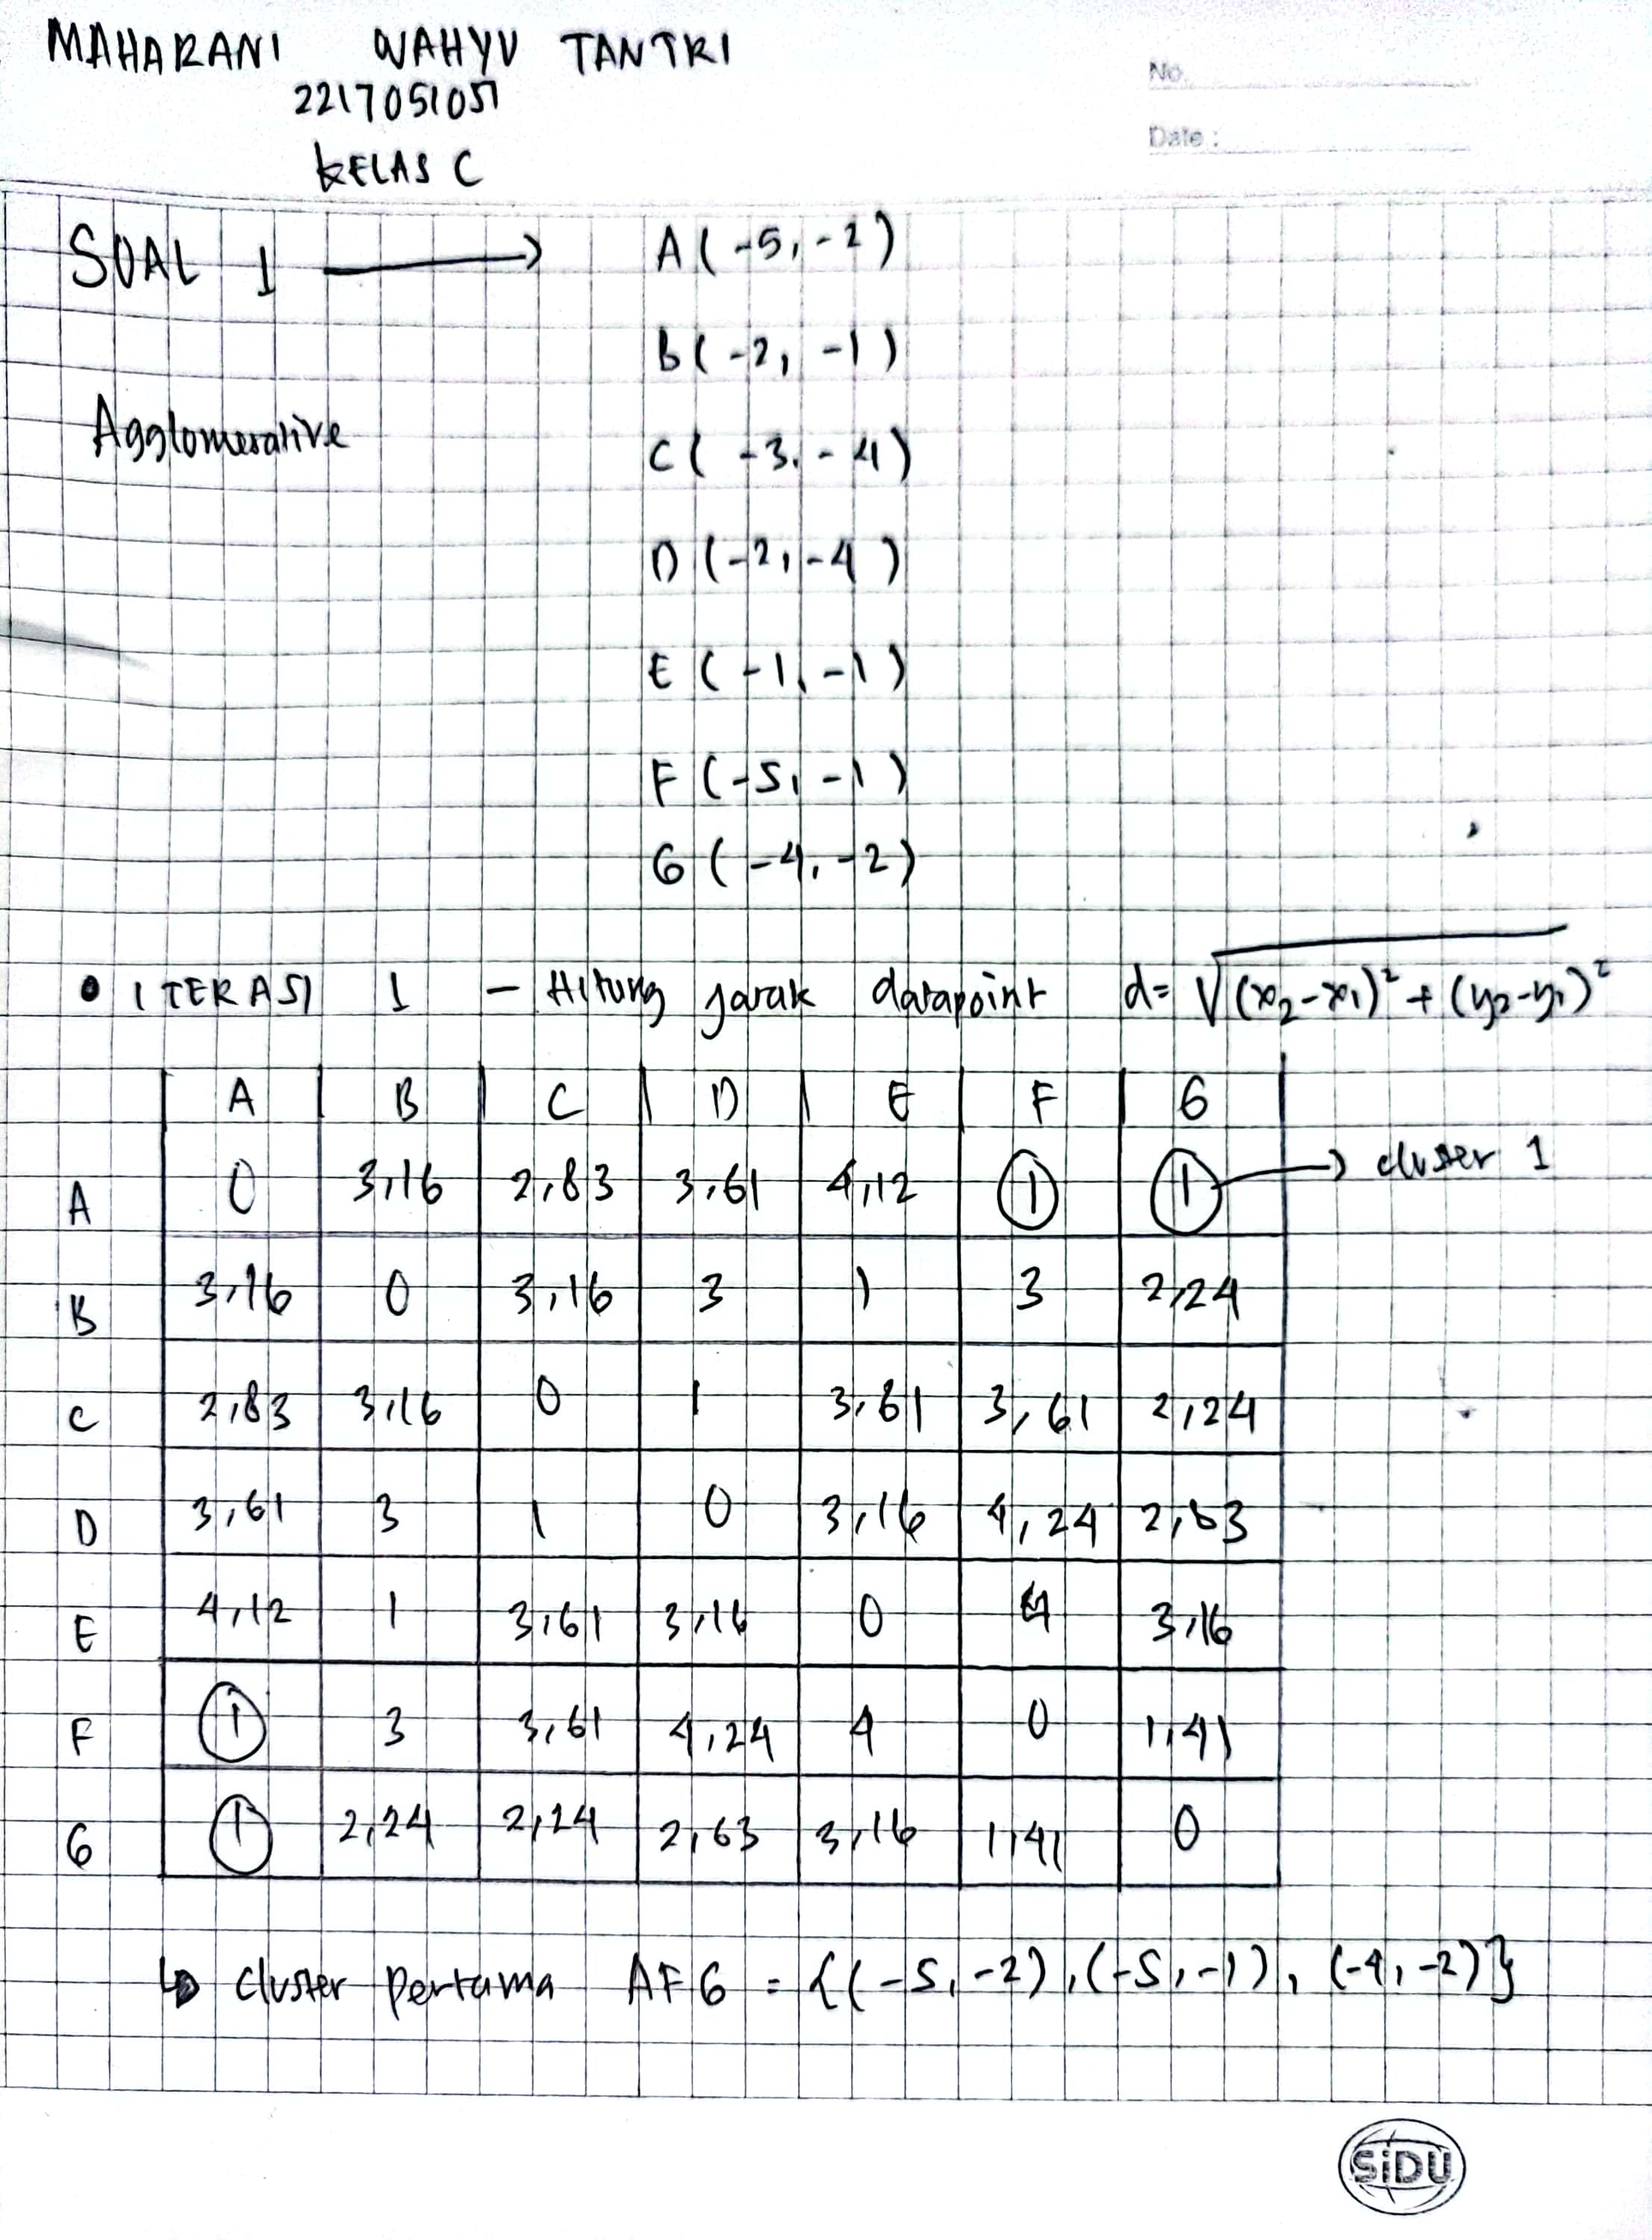 MAHARANI WAHYU TANTRI
2217051051
KELAS C
No.
Date :
SOAL 1 → A(-5, -2)
B(-2, -1)
Agglomerative
C(-3, -4)
D(-2, -4)
E(-1, -1)
F(-5, -1)
G(-4, -2)
• ITERASI 1 - Hitung jarak datapoint d= √(x₂-x₁)² + (y₂-y₁)²
A B C D E F G
A 0 3,16 2,83 3,61 4,12 1 1 → cluster 1
B 3,16 0 3,16 3 1 3 2,24
C 2,83 3,16 0 1 3,61 3,61 2,24
D 3,61 3 1 0 3,16 4,24 2,83
E 4,12 1 3,61 3,16 0 4 3,16
F 1 3 3,61 4,24 4 0 1,41
G 1 2,24 2,24 2,63 3,16 1,41 0
↳ Cluster pertama AFG = {(-5, -2), (-5, -1), (-4, -2)}
SiDU